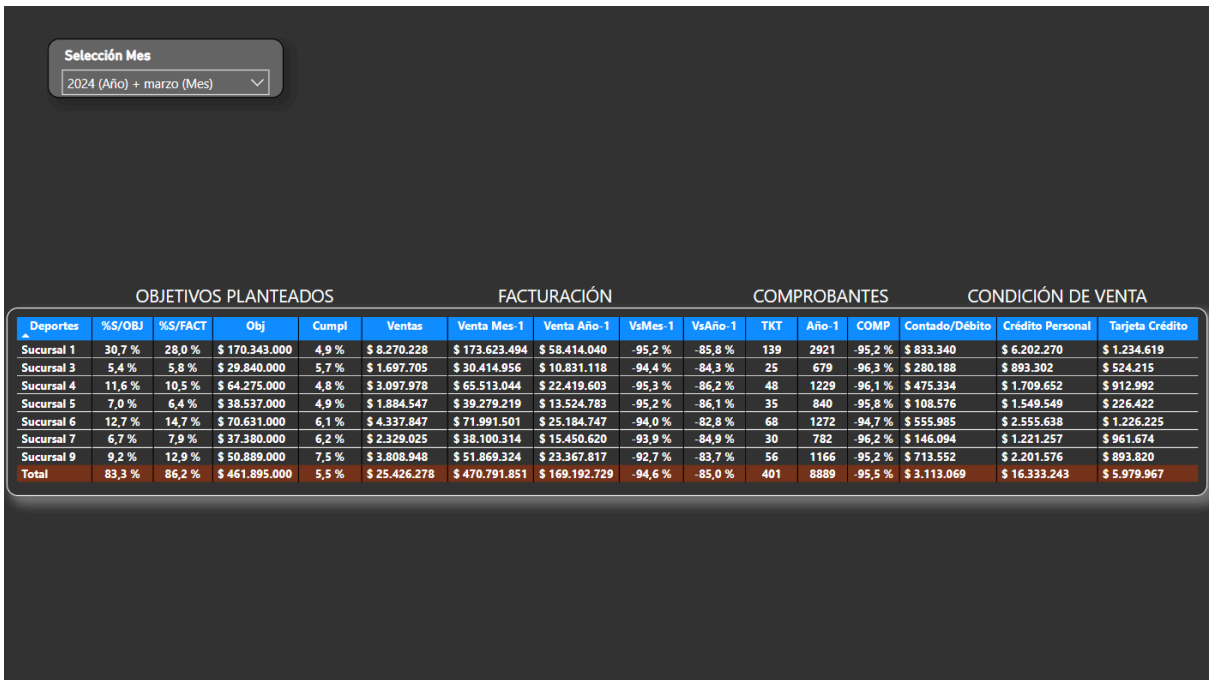 Selección Mes
2024 (Año) + marzo (Mes)
OBJETIVOS PLANTEADOS FACTURACIÓN COMPROBANTES CONDICIÓN DE VENTA
Deportes %S/OBJ %S/FACT Obj Cumpl Ventas Venta Mes-1 Venta Año-1 VsMes-1 VsAño-1 TKT Año-1 COMP Contado/Débito Crédito Personal Tarjeta Crédito
Sucursal 1 30,7 % 28,0 % $ 170.343.000 4,9 % $ 8.270.228 $ 173.623.494 $ 58.414.040 -95,2 % -85,8 % 139 2921 -95,2 % $ 833.340 $ 6.202.270 $ 1.234.619
Sucursal 3 5,4 % 5,8 % $ 29.840.000 5,7 % $ 1.697.705 $ 30.414.956 $ 10.831.118 -94,4 % -84,3 % 25 679 -96,3 % $ 280.188 $ 893.302 $ 524.215
Sucursal 4 11,6 % 10,5 % $ 64.275.000 4,8 % $ 3.097.978 $ 65.513.044 $ 22.419.603 -95,3 % -86,2 % 48 1229 -96,1 % $ 475.334 $ 1.709.652 $ 912.992
Sucursal 5 7,0 % 6,4 % $ 38.537.000 4,9 % $ 1.884.547 $ 39.279.219 $ 13.524.783 -95,2 % -86,1 % 35 840 -95,8 % $ 108.576 $ 1.549.549 $ 226.422
Sucursal 6 12,7 % 14,7 % $ 70.631.000 6,1 % $ 4.337.847 $ 71.991.501 $ 25.184.747 -94,0 % -82,8 % 68 1272 -94,7 % $ 555.985 $ 2.555.638 $ 1.226.225
Sucursal 7 6,7 % 7,9 % $ 37.380.000 6,2 % $ 2.329.025 $ 38.100.314 $ 15.450.620 -93,9 % -84,9 % 30 782 -96,2 % $ 146.094 $ 1.221.257 $ 961.674
Sucursal 9 9,2 % 12,9 % $ 50.889.000 7,5 % $ 3.808.948 $ 51.869.324 $ 23.367.817 -92,7 % -83,7 % 56 1166 -95,2 % $ 713.552 $ 2.201.576 $ 893.820
Total 83,3 % 86,2 % $ 461.895.000 5,5 % $ 25.426.278 $ 470.791.851 $ 169.192.729 -94,6 % -85,0 % 401 8889 -95,5 % $ 3.113.069 $ 16.333.243 $ 5.979.967